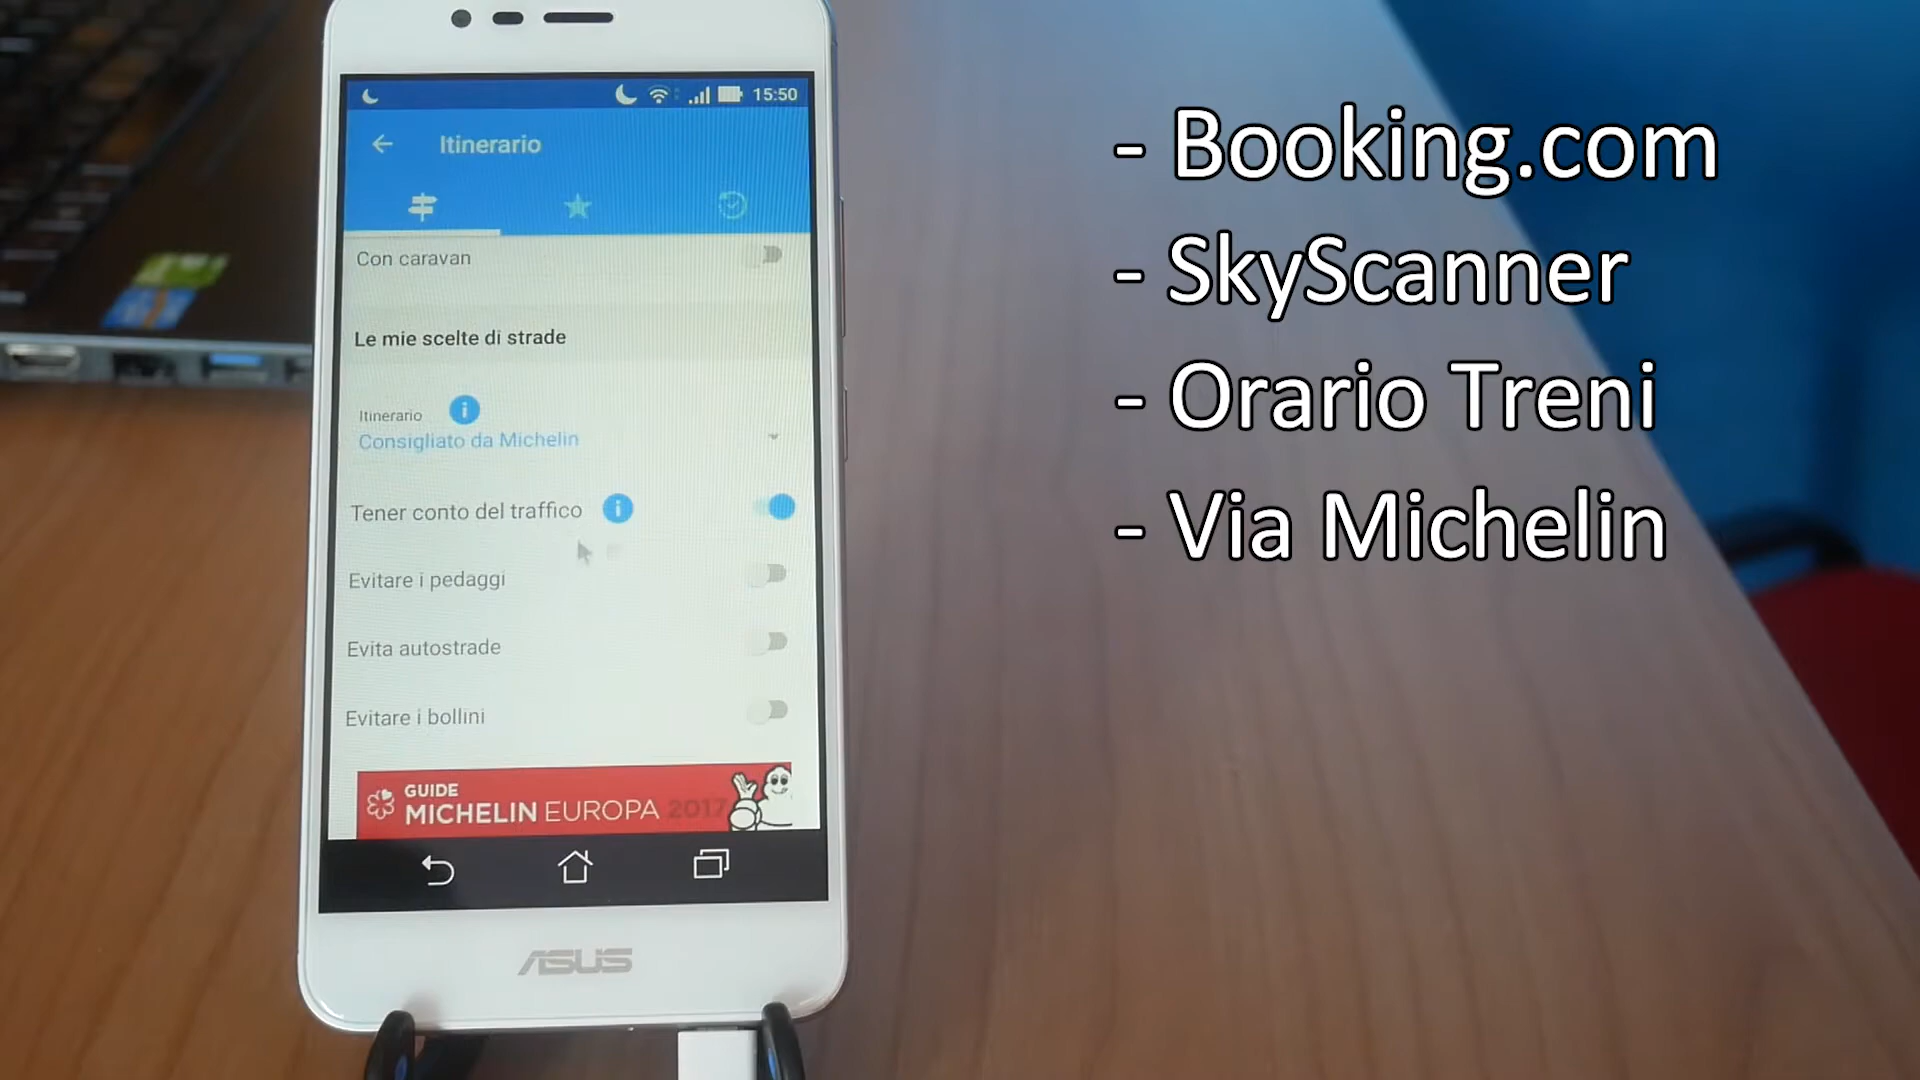 15:50
Itinerario
Con caravan
Le mie scelte di strade
Itinerario
Consigliato da Michelin
Tener conto del traffico
Evitare i pedaggi
Evita autostrade
Evitare i bollini
GUIDE
MICHELIN EUROPA 2017
ASUS
- Booking.com
- SkyScanner
- Orario Treni
- Via Michelin